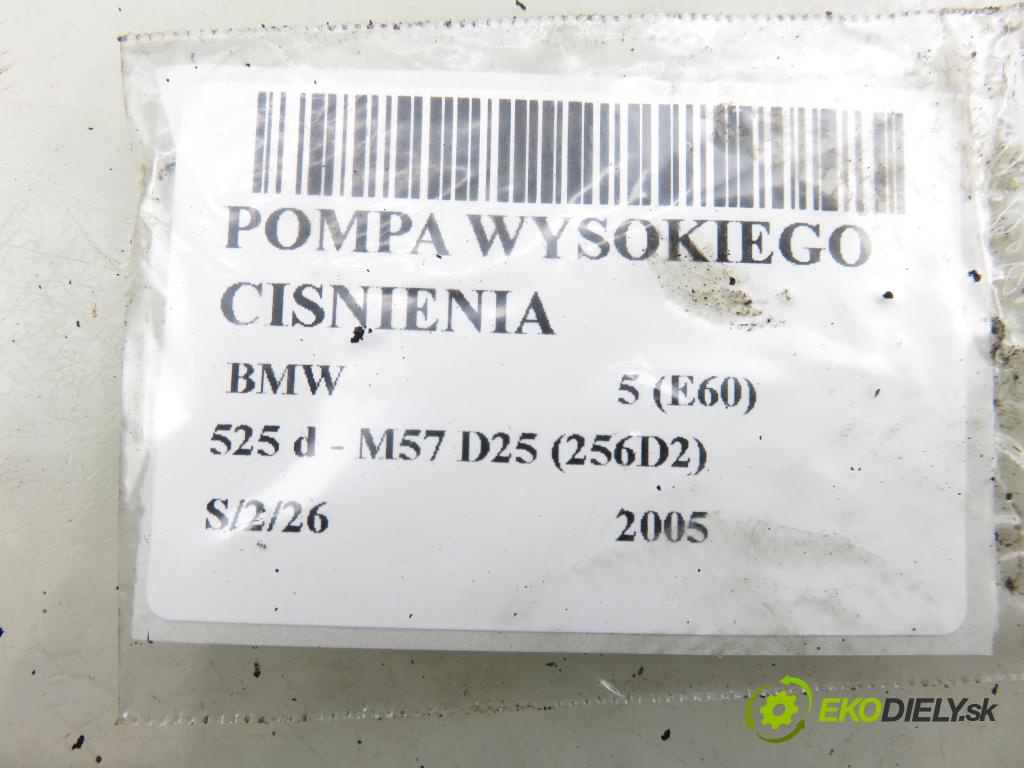 POMPA WYSOKIEGO
CISNIENIA
BMW 5 (E60)
525 d - M57 D25 (256D2)
S/2/26 2005
EKODIELY.sk